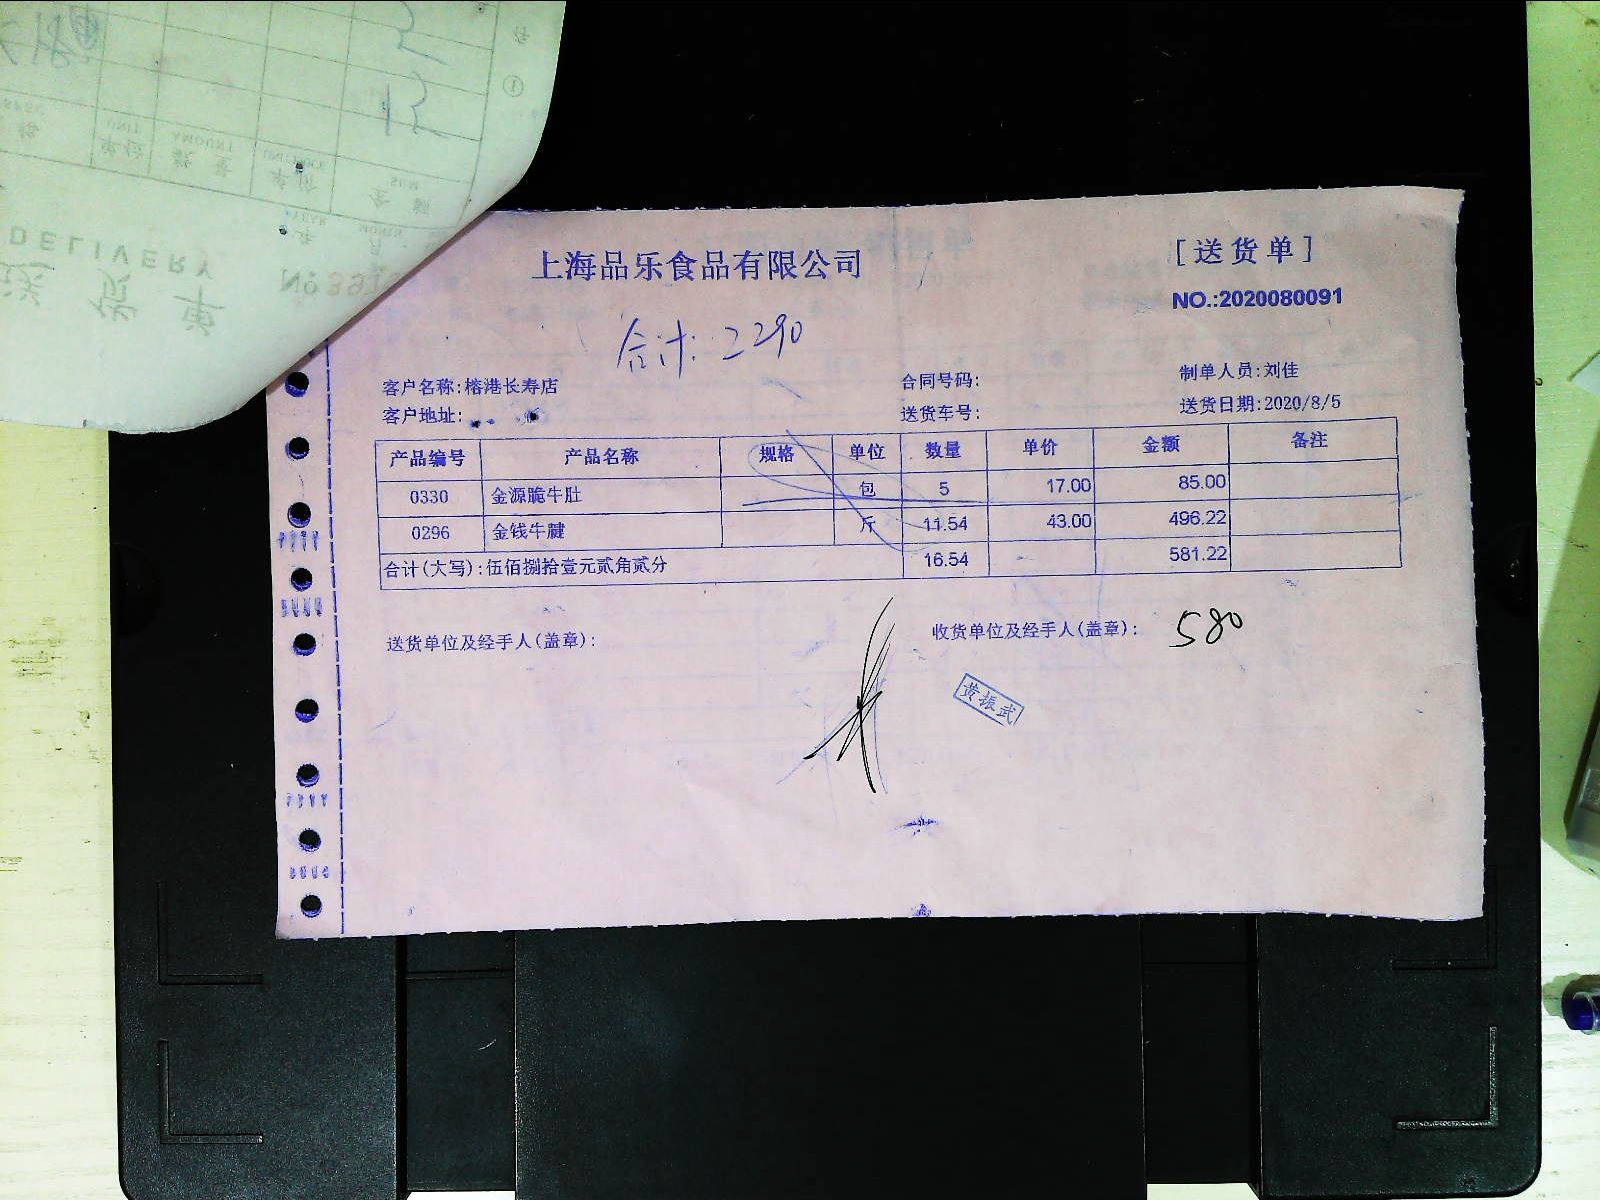 上海品乐食品有限公司
[送货单]
NO.:2020080091
合计:2290
客户名称:榕港长寿店 合同号码: 制单人员:刘佳
客户地址: 送货车号: 送货日期:2020/8/5
产品编号 产品名称 规格 单位 数量 单价 金额 备注
0330 金源脆牛肚 包 5 17.00 85.00
0296 金钱牛腱 斤 11.54 43.00 496.22
合计(大写):伍佰捌拾壹元贰角贰分 16.54 581.22
送货单位及经手人(盖章): 收货单位及经手人(盖章): 580
黄振武
DELIVERY
送货单